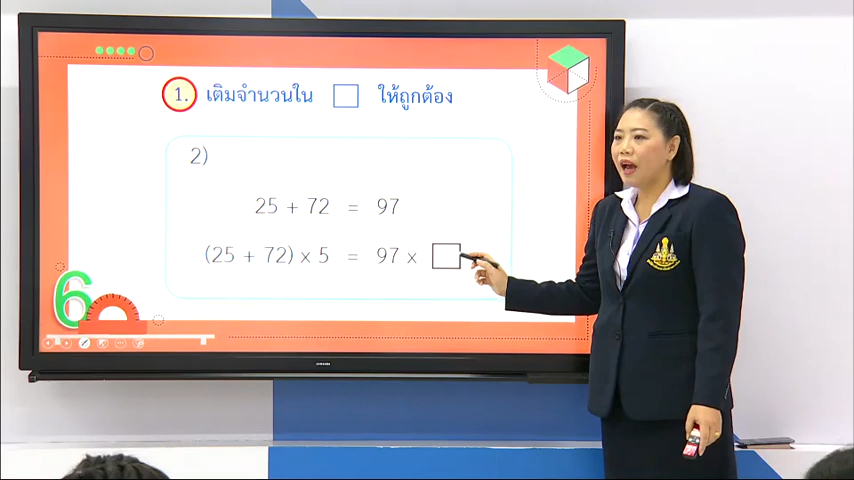 1. เติมจำนวนใน □ ให้ถูกต้อง
2)
25 + 72 = 97
(25 + 72) x 5 = 97 x □
6
SAMSUNG